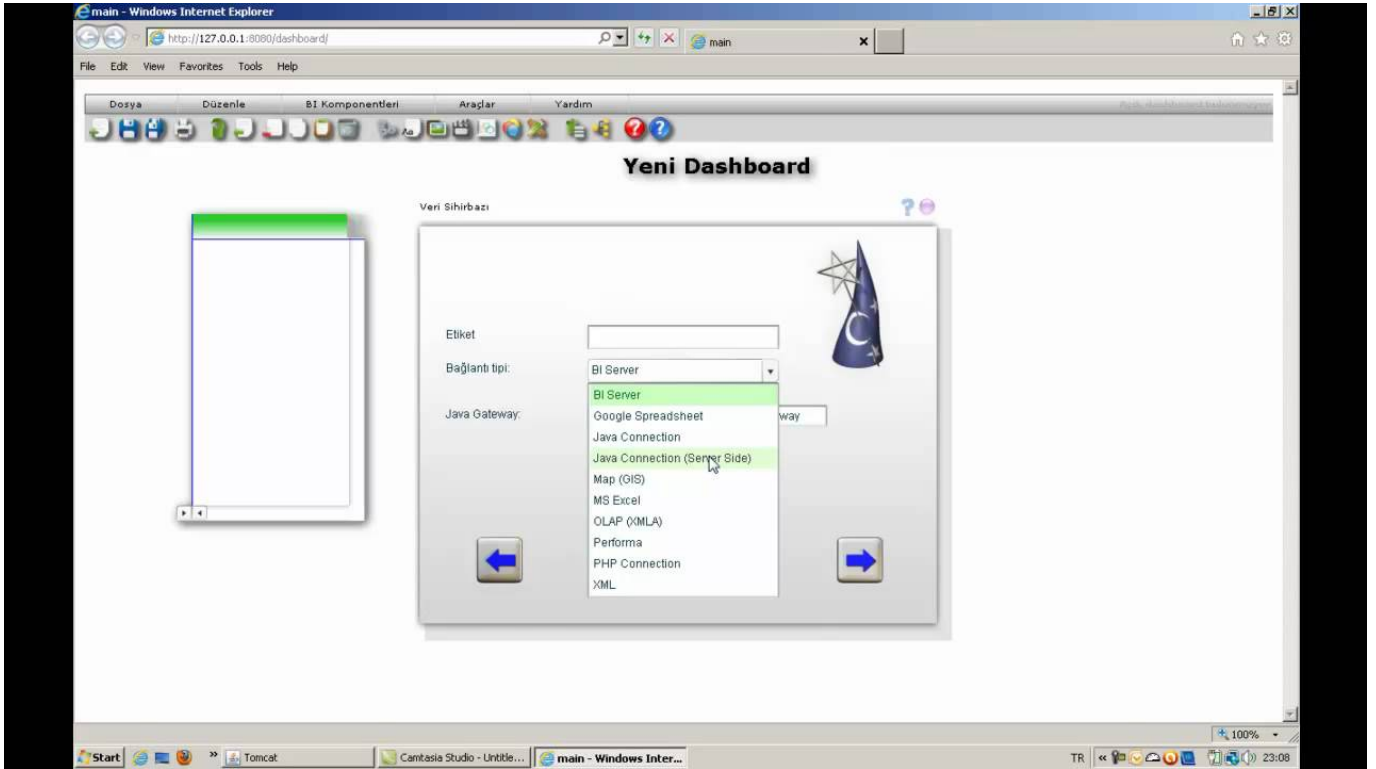 main - Windows Internet Explorer
http://127.0.0.1:8080/dashboard/
main
File Edit View Favorites Tools Help
Dosya Düzenle BI Komponentleri Araçlar Yardım
Yeni Dashboard
Veri Sihirbazı
Etiket
Bağlantı tipi: BI Server
BI Server
Java Gateway: Google Spreadsheet way
Java Connection
Java Connection (Server Side)
Map (GIS)
MS Excel
OLAP (XMLA)
Performa
PHP Connection
XML
100%
Start » Tomcat Camtasia Studio - Untitle... main - Windows Inter... TR « 23:08